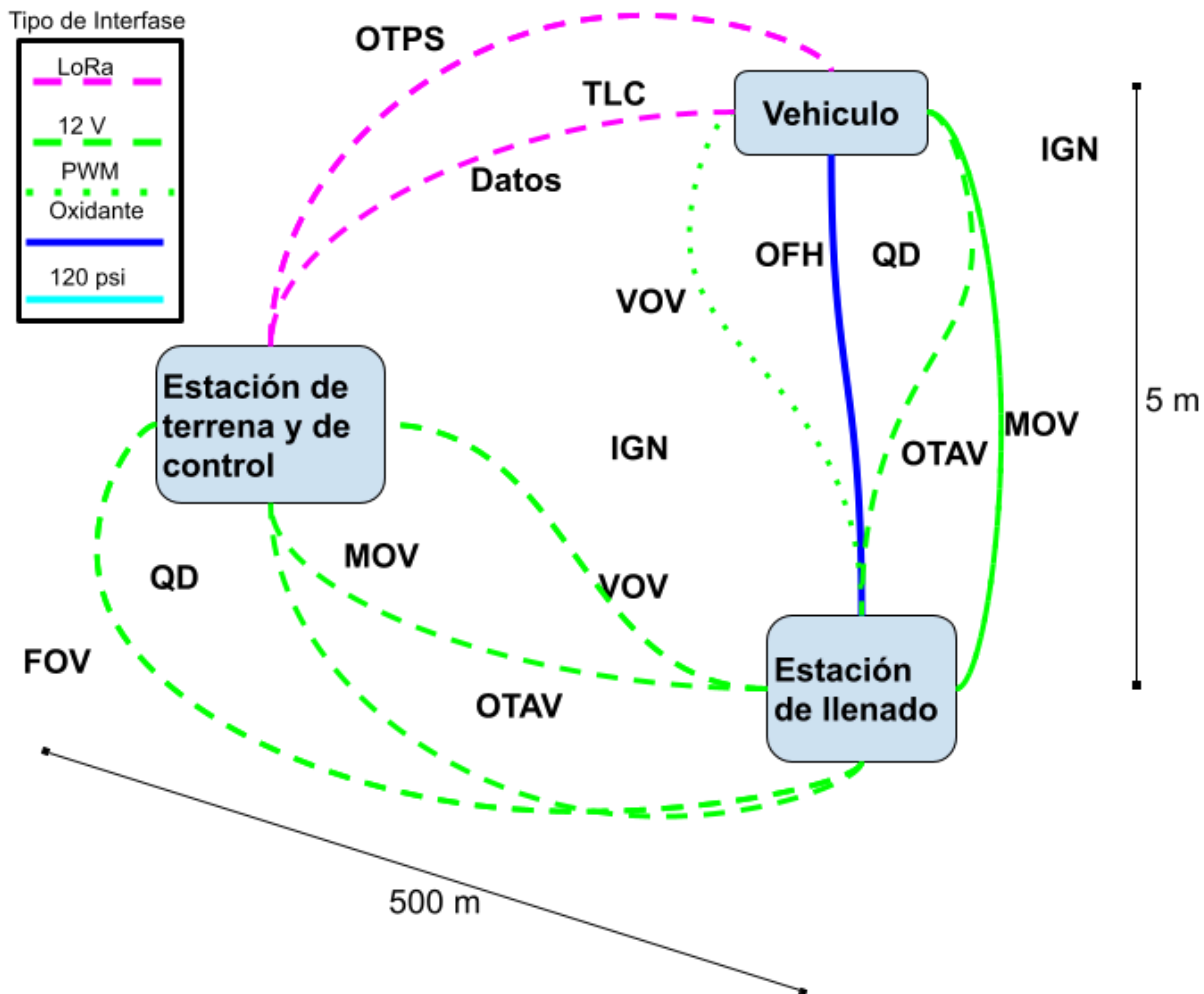 Tipo de Interfase
LoRa
12 V
PWM
Oxidante
120 psi
OTPS
TLC
Datos
Vehiculo
IGN
OFH
QD
VOV
5 m
Estación de
terrena y de
control
IGN
OTAV
MOV
MOV
QD
VOV
FOV
OTAV
Estación
de llenado
500 m